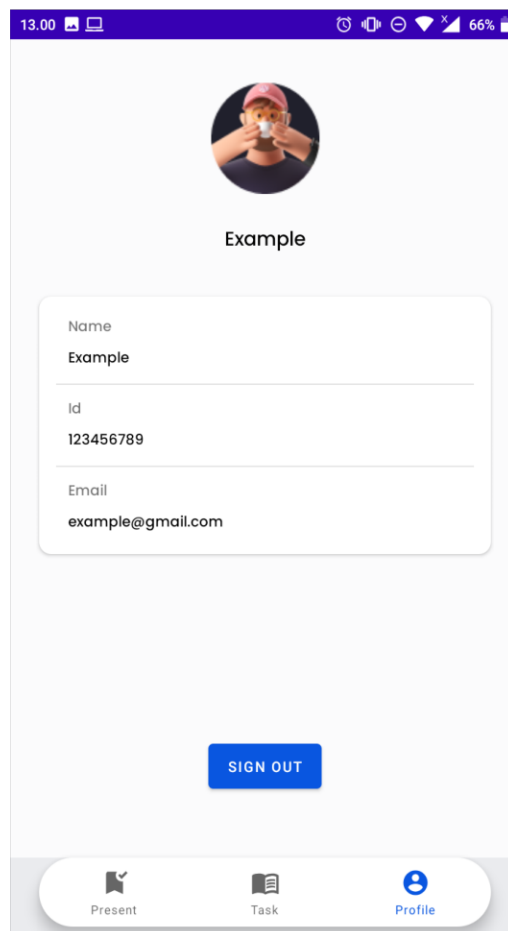 13.00 66%
Example
Name
Example
Id
123456789
Email
example@gmail.com
SIGN OUT
Present Task Profile